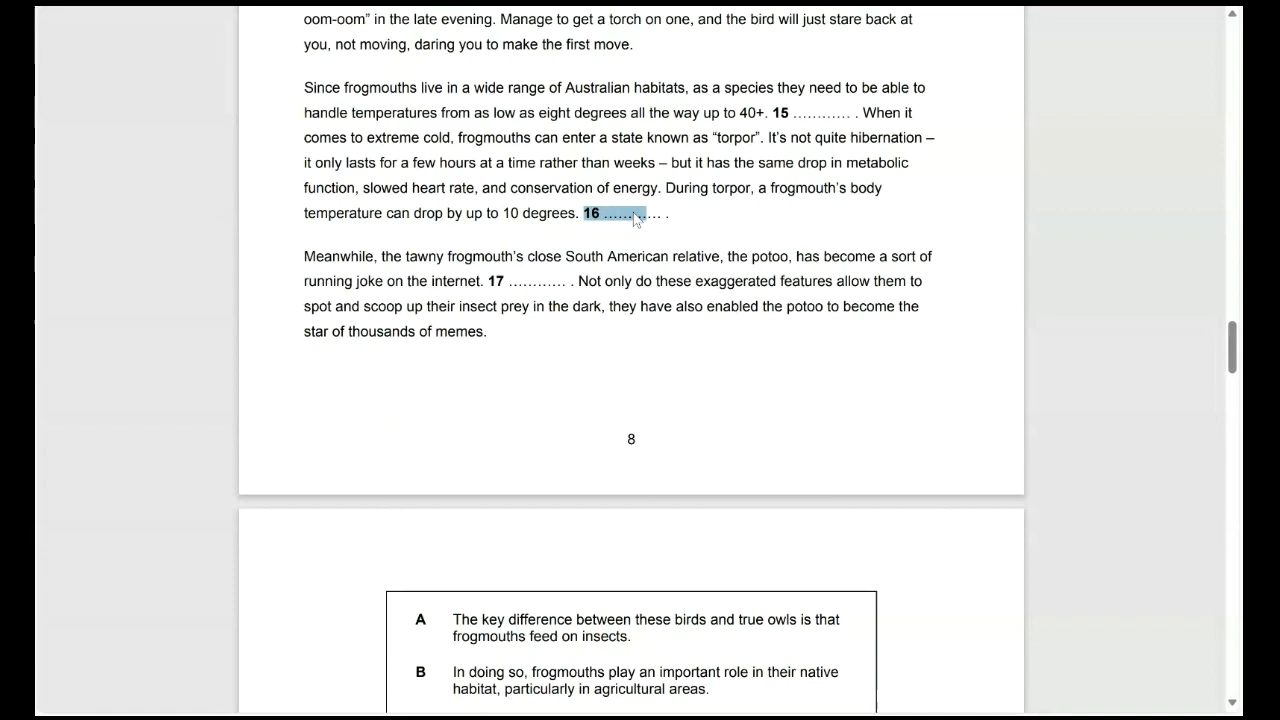 oom-oom” in the late evening. Manage to get a torch on one, and the bird will just stare back at
you, not moving, daring you to make the first move.
Since frogmouths live in a wide range of Australian habitats, as a species they need to be able to
handle temperatures from as low as eight degrees all the way up to 40+. 15 ............ . When it
comes to extreme cold, frogmouths can enter a state known as “torpor”. It’s not quite hibernation –
it only lasts for a few hours at a time rather than weeks – but it has the same drop in metabolic
function, slowed heart rate, and conservation of energy. During torpor, a frogmouth’s body
temperature can drop by up to 10 degrees. 16 ............ .
Meanwhile, the tawny frogmouth’s close South American relative, the potoo, has become a sort of
running joke on the internet. 17 ............ . Not only do these exaggerated features allow them to
spot and scoop up their insect prey in the dark, they have also enabled the potoo to become the
star of thousands of memes.
8
A The key difference between these birds and true owls is that
frogmouths feed on insects.
B In doing so, frogmouths play an important role in their native
habitat, particularly in agricultural areas.